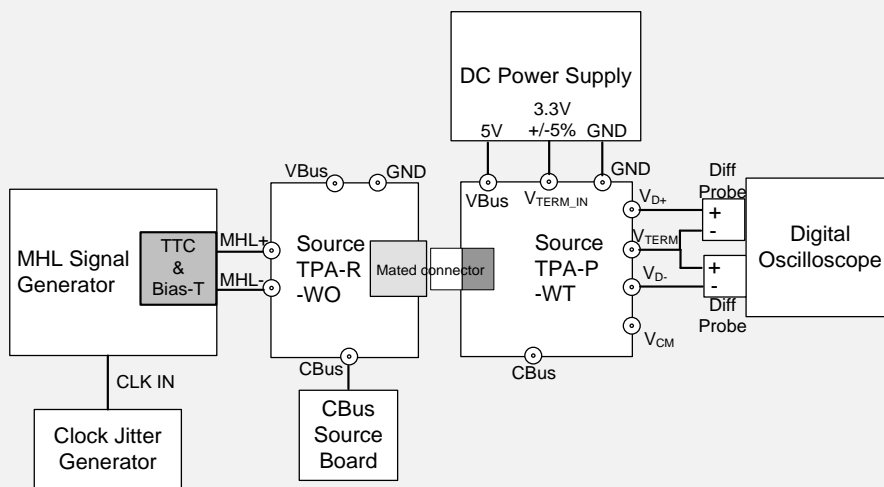 DC Power Supply
3.3V
5V
+/-5%
GND
VBus
GND
VBus
VTERM_IN
GND
Diff
Probe
MHL Signal
Generator
TTC
&
Bias-T
MHL+
MHL-
Source
TPA-R
-WO
Mated connector
Source
TPA-P
-WT
VD+
VTERM
VD-
VCM
+
-
+
-
Diff
Probe
Digital
Oscilloscope
CBus
CBus
CLK IN
Clock Jitter
Generator
CBus
Source
Board